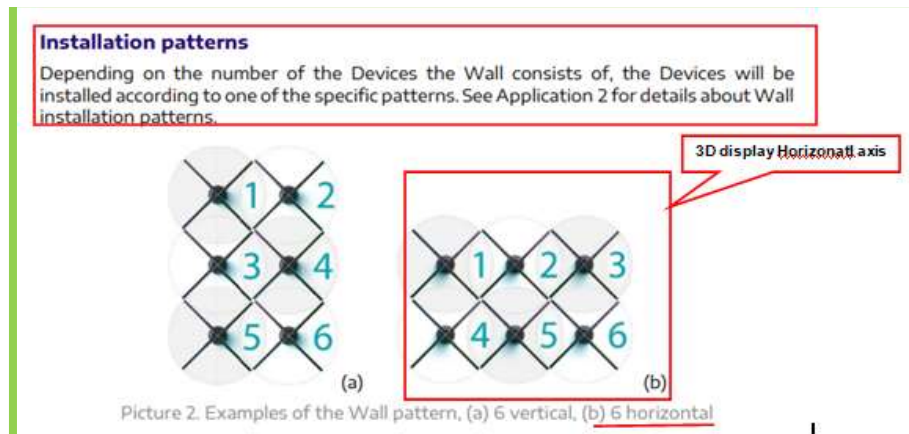 Installation patterns
Depending on the number of the Devices the Wall consists of, the Devices will be
installed according to one of the specific patterns. See Application 2 for details about Wall
installation patterns.
3D display Horizonatl axis
1 2
3 4
5 6
(a)
1 2 3
4 5 6
(b)
Picture 2. Examples of the Wall pattern, (a) 6 vertical, (b) 6 horizontal